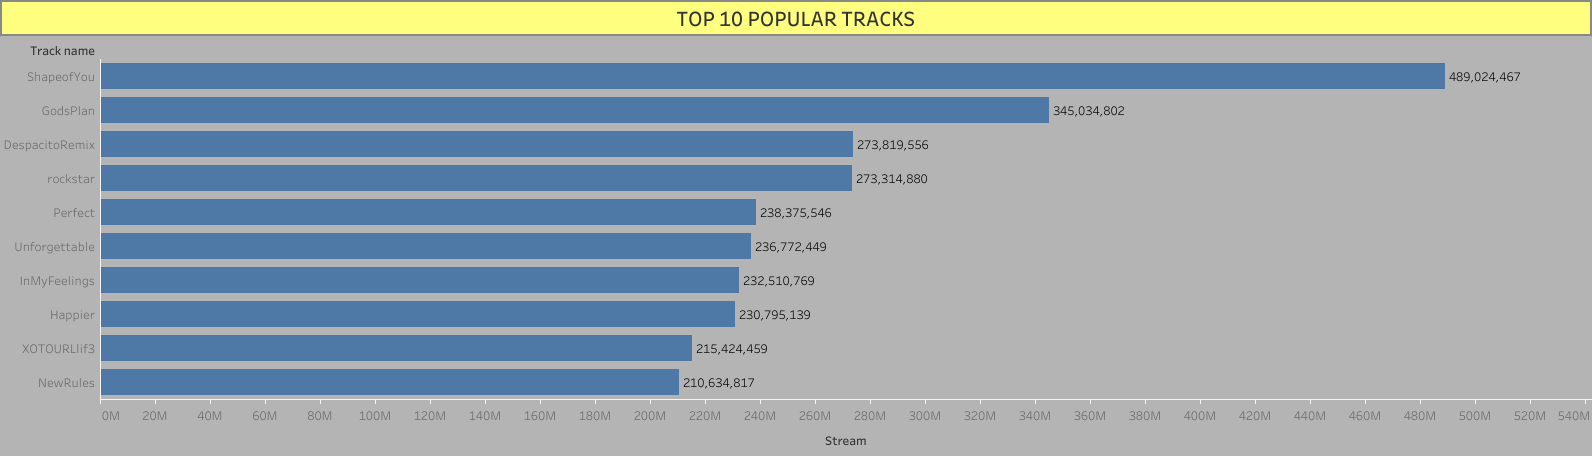 TOP 10 POPULAR TRACKS
Track name
ShapeofYou 489,024,467
GodsPlan 345,034,802
DespacitoRemix 273,819,556
rockstar 273,314,880
Perfect 238,375,546
Unforgettable 236,772,449
InMyFeelings 232,510,769
Happier 230,795,139
XOTOURLlif3 215,424,459
NewRules 210,634,817
0M 20M 40M 60M 80M 100M 120M 140M 160M 180M 200M 220M 240M 260M 280M 300M 320M 340M 360M 380M 400M 420M 440M 460M 480M 500M 520M 540M
Stream